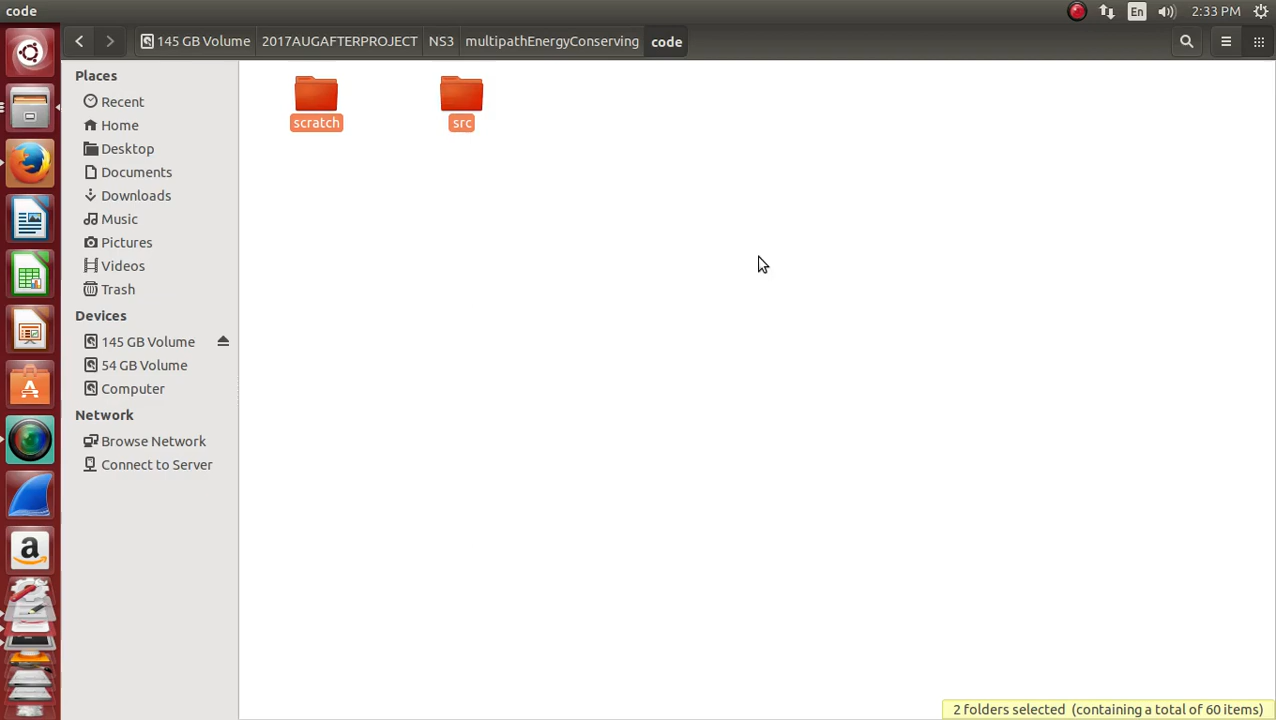 code
En
2:33 PM
145 GB Volume
2017AUGAFTERPROJECT
NS3
multipathEnergyConserving
code
Places
Recent
Home
Desktop
Documents
Downloads
Music
Pictures
Videos
Trash
Devices
145 GB Volume
54 GB Volume
Computer
Network
Browse Network
Connect to Server
scratch
src
2 folders selected (containing a total of 60 items)